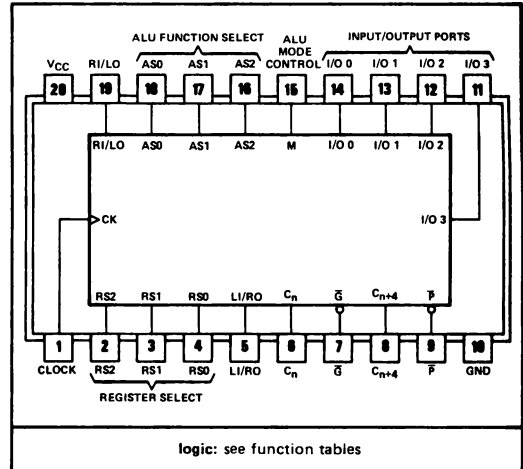 ALU FUNCTION SELECT
ALU MODE CONTROL
INPUT/OUTPUT PORTS
VCC RI/LO AS0 AS1 AS2 I/O 0 I/O 1 I/O 2 I/O 3
20 19 18 17 16 15 14 13 12 11
RI/LO AS0 AS1 AS2 M I/O 0 I/O 1 I/O 2
CK
I/O 3
RS2 RS1 RS0 LI/RO Cn G̅ Cn+4 P̅
1 2 3 4 5 6 7 8 9 10
CLOCK RS2 RS1 RS0 LI/RO Cn G̅ Cn+4 P̅ GND
REGISTER SELECT
logic: see function tables